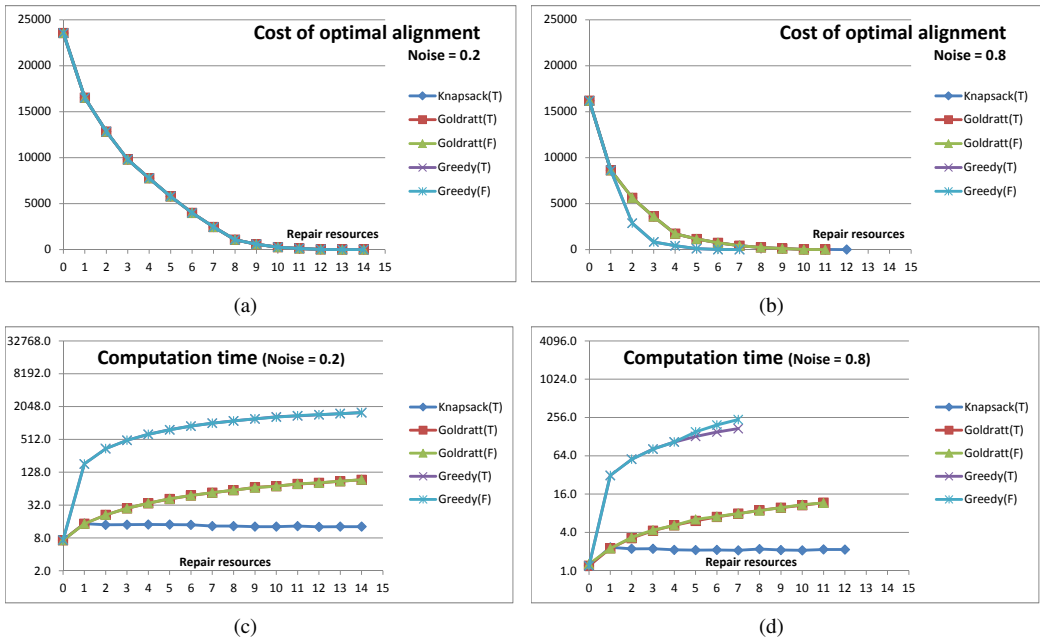 Cost of optimal alignment
Noise = 0.2
25000
20000
15000
10000
5000
0
Repair resources
0 1 2 3 4 5 6 7 8 9 10 11 12 13 14 15
Knapsack(T)
Goldratt(T)
Goldratt(F)
Greedy(T)
Greedy(F)
(a)
Cost of optimal alignment
Noise = 0.8
25000
20000
15000
10000
5000
0
Repair resources
0 1 2 3 4 5 6 7 8 9 10 11 12 13 14 15
Knapsack(T)
Goldratt(T)
Goldratt(F)
Greedy(T)
Greedy(F)
(b)
Computation time (Noise = 0.2)
32768.0
8192.0
2048.0
512.0
128.0
32.0
8.0
2.0
Repair resources
0 1 2 3 4 5 6 7 8 9 10 11 12 13 14 15
Knapsack(T)
Goldratt(T)
Goldratt(F)
Greedy(T)
Greedy(F)
(c)
Computation time (Noise = 0.8)
4096.0
1024.0
256.0
64.0
16.0
4.0
1.0
Repair resources
0 1 2 3 4 5 6 7 8 9 10 11 12 13 14 15
Knapsack(T)
Goldratt(T)
Goldratt(F)
Greedy(T)
Greedy(F)
(d)